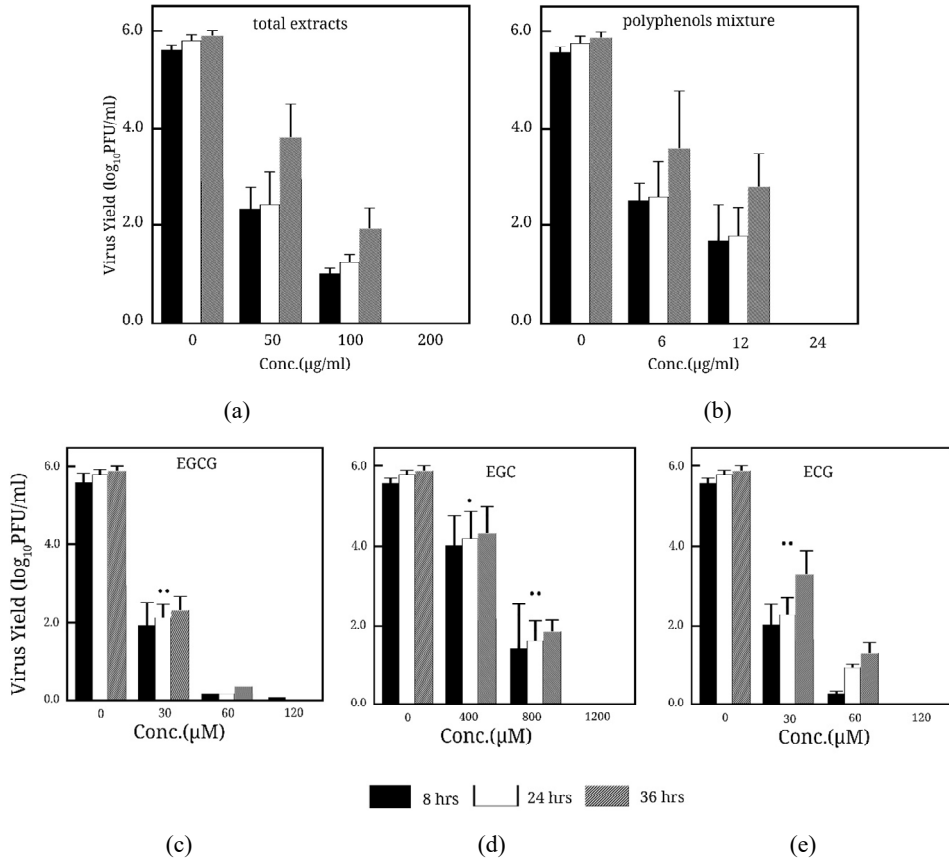 total extracts
Virus Yield (log₁₀PFU/ml)
6.0
4.0
2.0
0.0
0 50 100 200
Conc.(µg/ml)
(a)
polyphenols mixture
6.0
4.0
2.0
0.0
0 6 12 24
Conc.(µg/ml)
(b)
EGCG
Virus Yield (log₁₀PFU/ml)
6.0
4.0
2.0
0.0
0 30 60 120
Conc.(µM)
EGC
6.0
4.0
2.0
0.0
0 400 800 1200
Conc.(µM)
ECG
6.0
4.0
2.0
0.0
0 30 60 120
Conc.(µM)
8 hrs 24 hrs 36 hrs
(c) (d) (e)